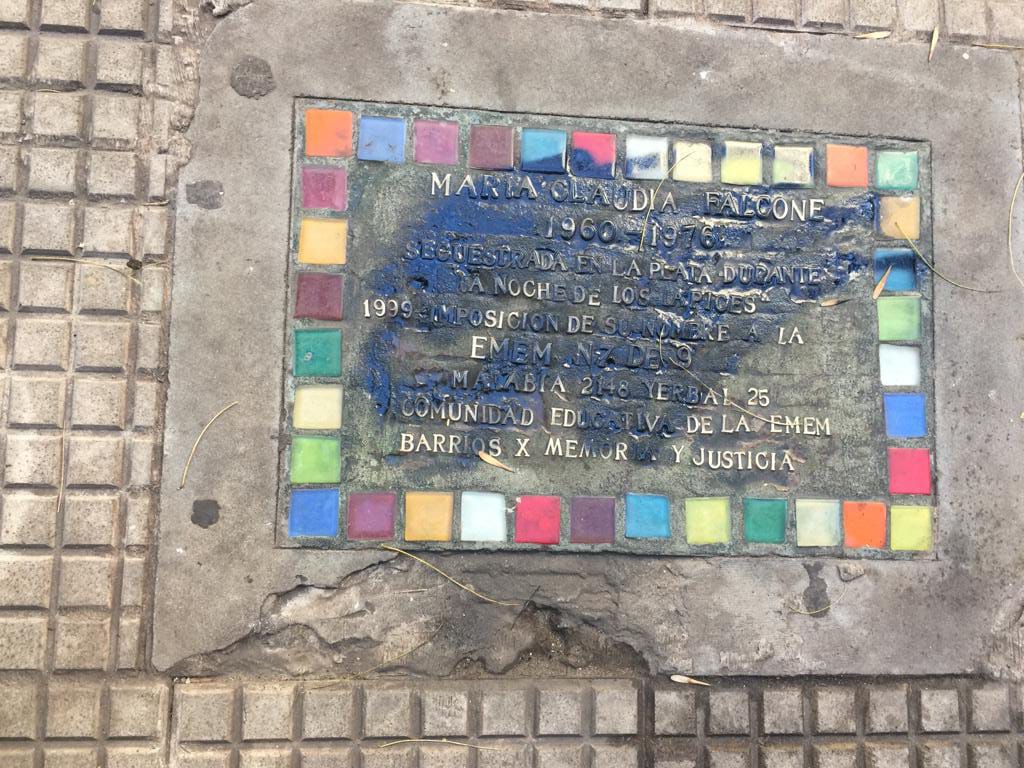 MARIA CLAUDIA FALCONE
1960 - 1976
SECUESTRADA EN LA PLATA DURANTE
"LA NOCHE DE LOS LAPICES"
1999-IMPOSICION DE SU NOMBRE A LA
EMEM Nº7 DE 9
MALABIA 2148 YERBAL 25
COMUNIDAD EDUCATIVA DE LA EMEM
BARRIOS X MEMORIA Y JUSTICIA